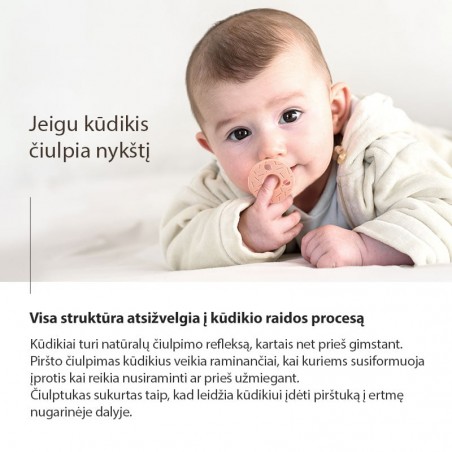 Jeigu kūdikis
čiulpia nykštį
Visa struktūra atsižvelgia į kūdikio raidos procesą
Kūdikiai turi natūralų čiulpimo refleksą, kartais net prieš gimstant.
Piršto čiulpimas kūdikius veikia raminančiai, kai kuriems susiformuoja
įprotis kai reikia nusiraminti ar prieš užmiegant.
Čiulptukas sukurtas taip, kad leidžia kūdikiui įdėti pirštuką į ertmę
nugarinėje dalyje.